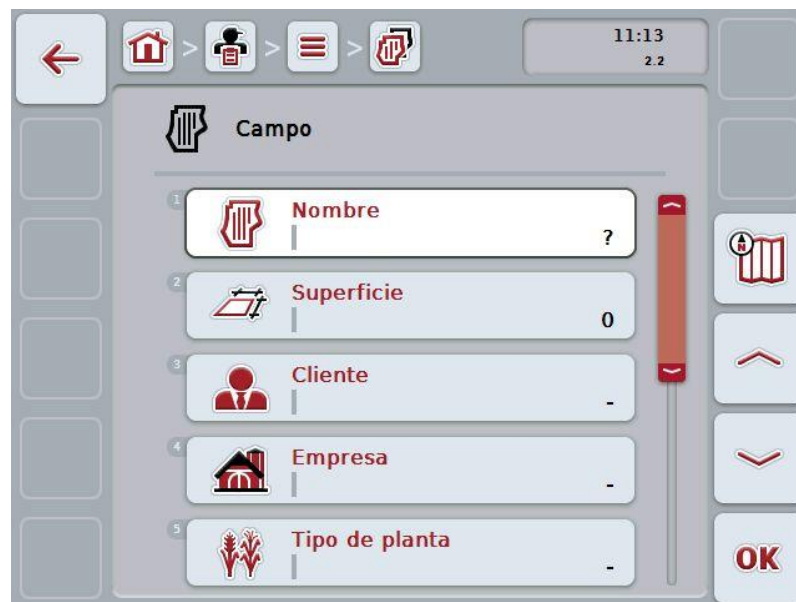 11:13
2.2
N
Campo
1
Nombre
?
2
Superficie
0
3
Cliente
-
4
Empresa
-
5
Tipo de planta
-
OK